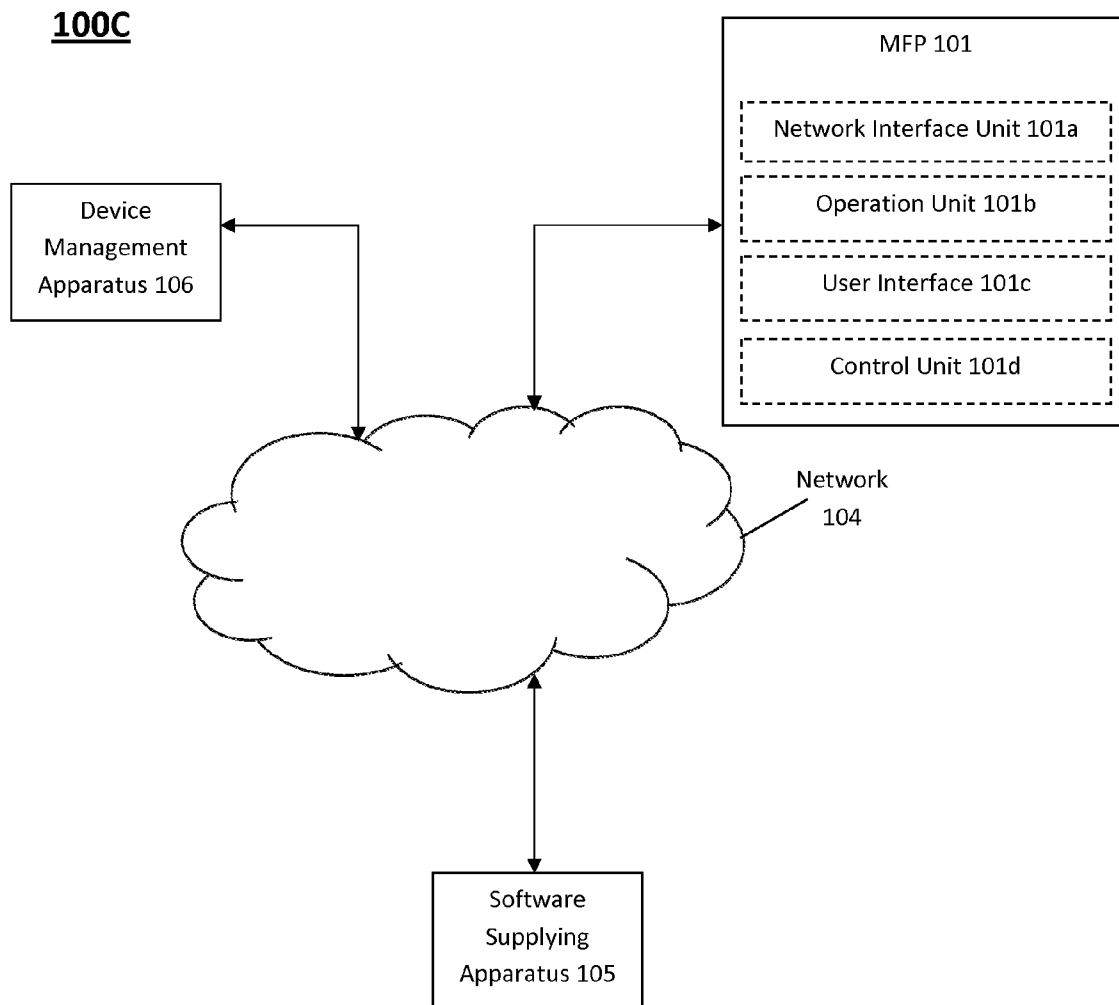 100C
MFP 101
Network Interface Unit 101a
Operation Unit 101b
User Interface 101c
Control Unit 101d
Device
Management
Apparatus 106
Network
104
Software
Supplying
Apparatus 105